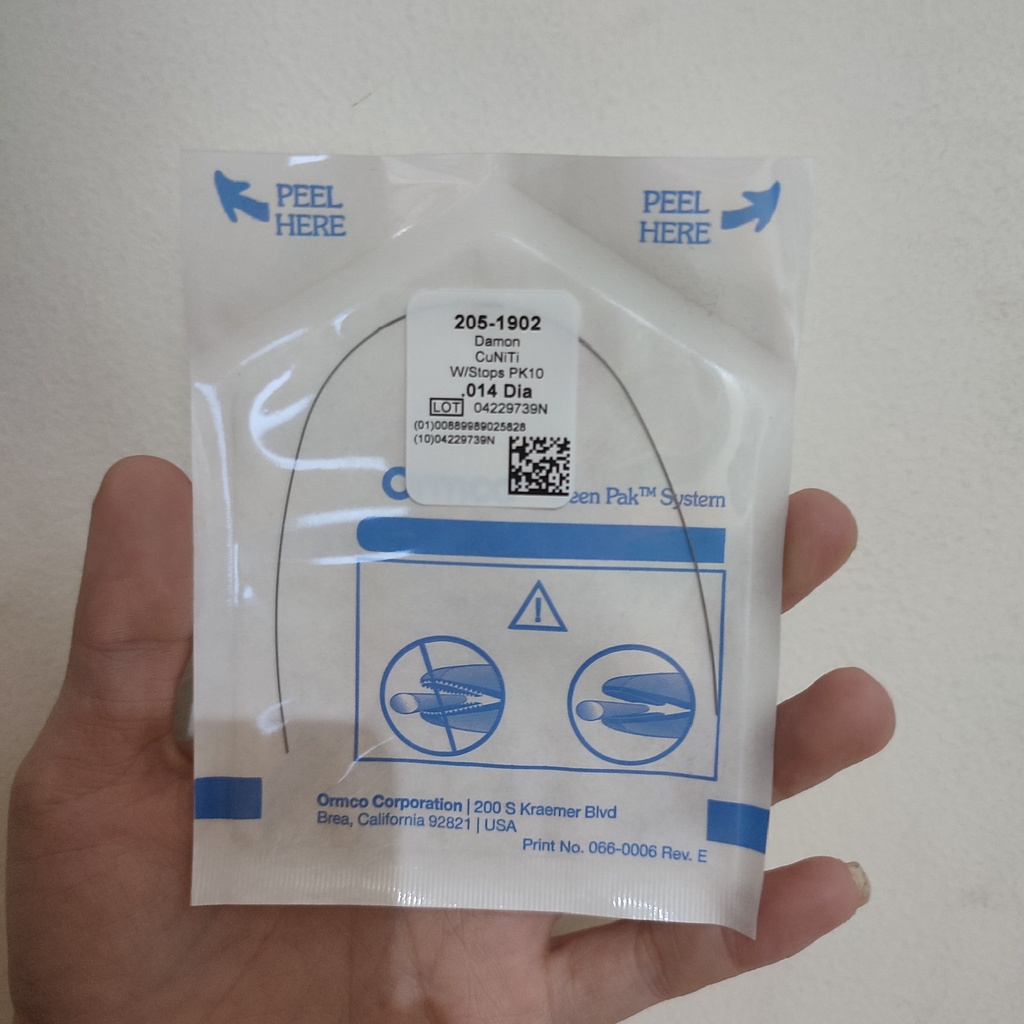 PEEL
HERE
PEEL
HERE
205-1902
Damon
CuNiTi
W/Stops PK10
.014 Dia
LOT 04229739N
(01)00889989025828
(10)04229739N
Ormco
Pak™ System
Ormco Corporation | 200 S Kraemer Blvd
Brea, California 92821 | USA
Print No. 066-0006 Rev. E